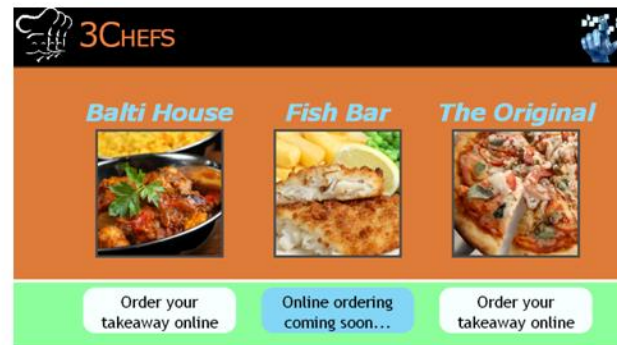 3CHEFS
Balti House
Fish Bar
The Original
Order your
takeaway online
Online ordering
coming soon...
Order your
takeaway online